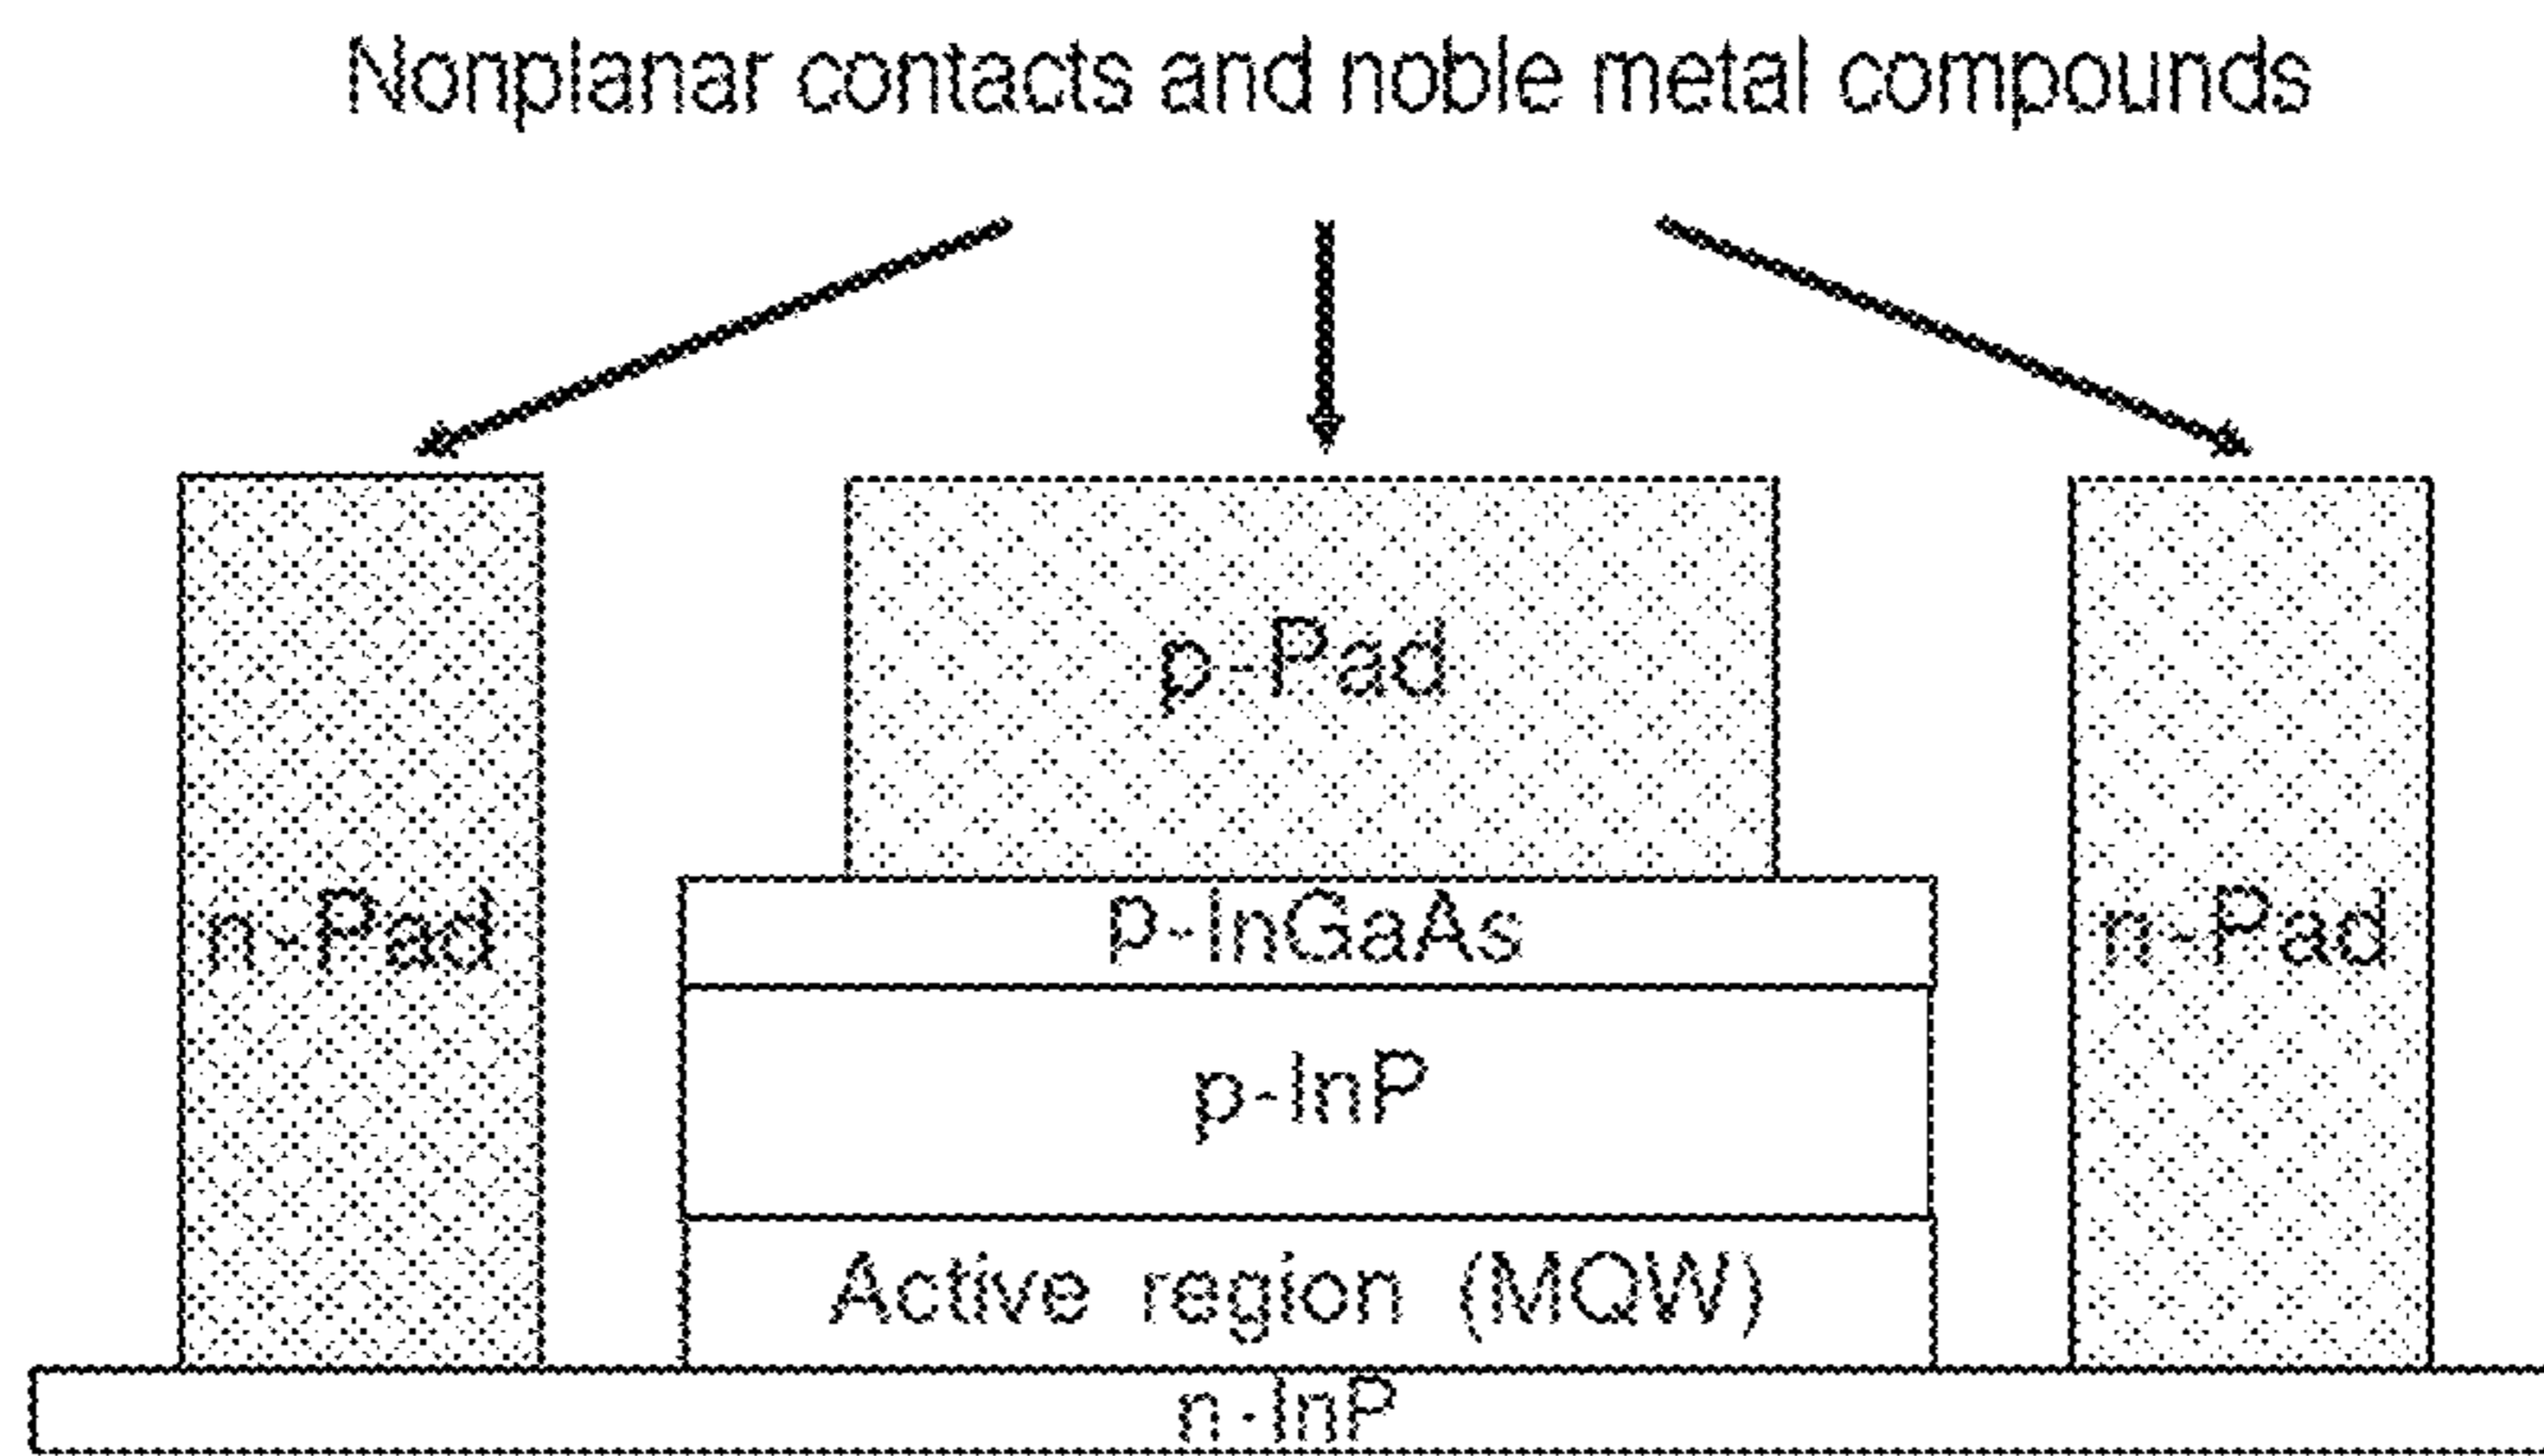 Nonplanar contacts and noble metal compounds
p-Pad
n-Pad
p-InGaAs
n-Pad
p-InP
Active region (MQW)
n-InP